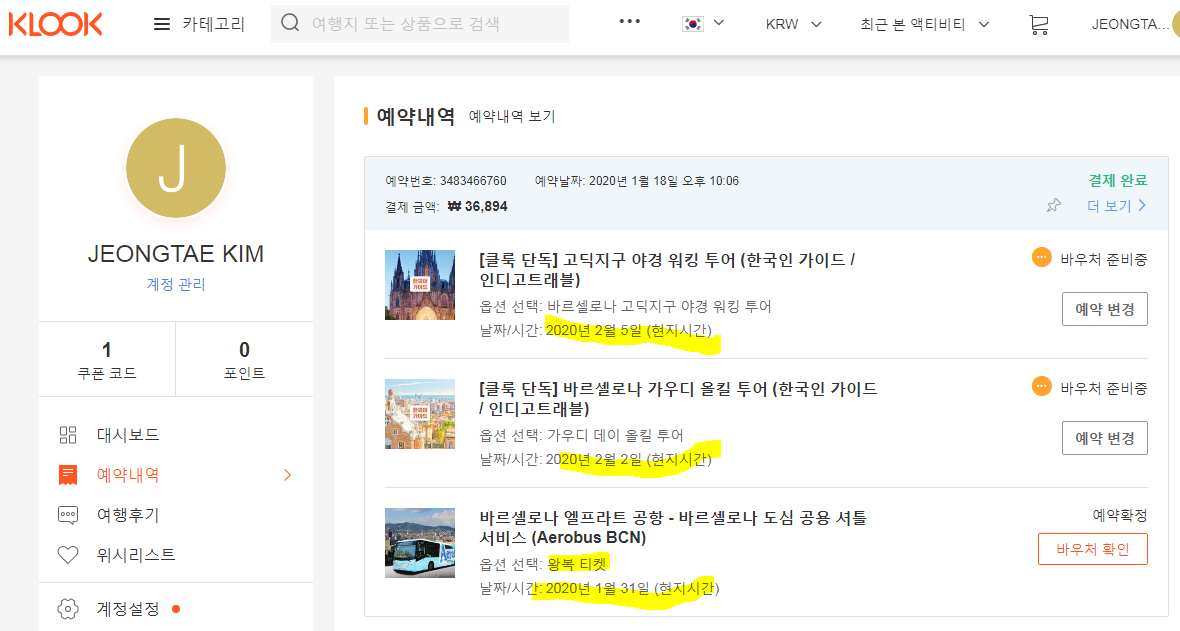 KLOOK
카테고리
여행지 또는 상품으로 검색
KRW
최근 본 액티비티
JEONGTA...
J
JEONGTAE KIM
계정 관리
1
쿠폰 코드
0
포인트
대시보드
예약내역
여행후기
위시리스트
계정설정
예약내역 예약내역 보기
예약번호: 3483466760 예약날짜: 2020년 1월 18일 오후 10:06
결제 완료
결제 금액: ₩ 36,894
더 보기
한국어
가이드
[클룩 단독] 고딕지구 야경 워킹 투어 (한국인 가이드 /
인디고트래블)
옵션 선택: 바르셀로나 고딕지구 야경 워킹 투어
날짜/시간: 2020년 2월 5일 (현지시간)
바우처 준비중
예약 변경
한국어
가이드
[클룩 단독] 바르셀로나 가우디 올킬 투어 (한국인 가이드
/ 인디고트래블)
옵션 선택: 가우디 데이 올킬 투어
날짜/시간: 2020년 2월 2일 (현지시간)
바우처 준비중
예약 변경
바르셀로나 엘프라트 공항 - 바르셀로나 도심 공용 셔틀
서비스 (Aerobus BCN)
옵션 선택: 왕복 티켓
날짜/시간: 2020년 1월 31일 (현지시간)
예약확정
바우처 확인